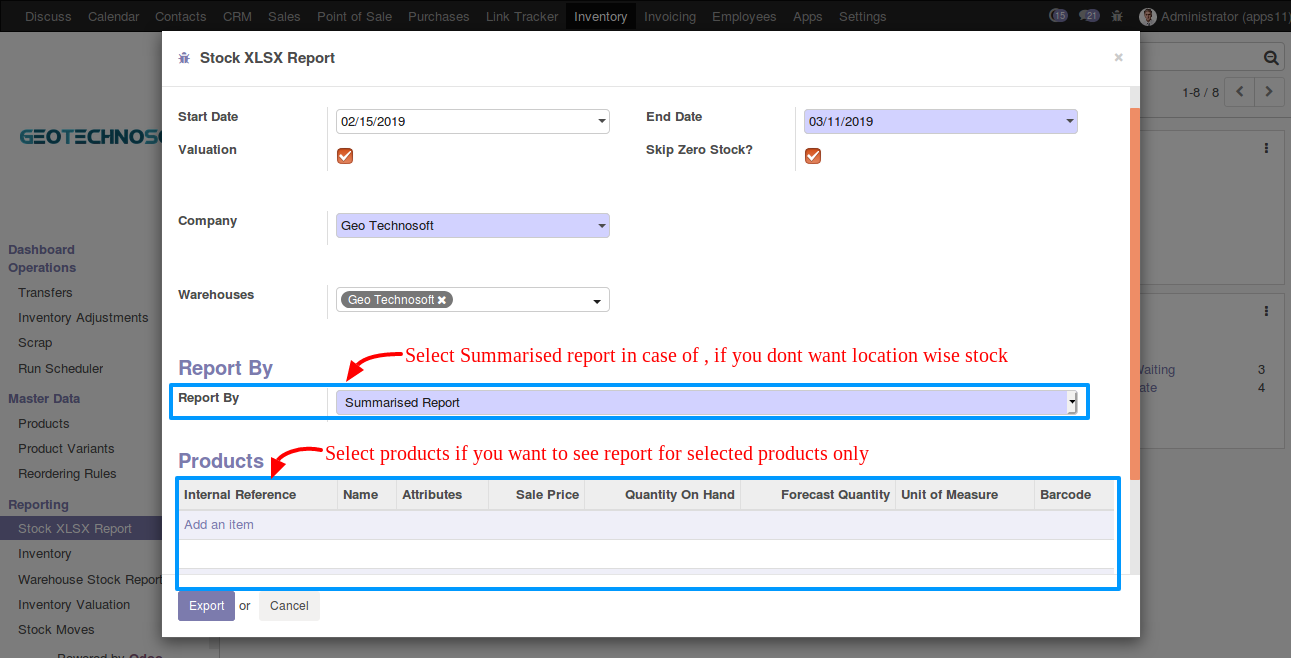 Discuss Calendar Contacts CRM Sales Point of Sale Purchases Link Tracker Inventory Invoicing Employees Apps Settings 15 21 Administrator (apps11)
Stock XLSX Report ×
1-8 / 8
GEOTECHNOSO
Start Date 02/15/2019 End Date 03/11/2019
Valuation Skip Zero Stock?
Company Geo Technosoft
Warehouses Geo Technosoft
Dashboard
Operations
Transfers
Inventory Adjustments
Scrap
Run Scheduler
Master Data
Products
Product Variants
Reordering Rules
Reporting
Stock XLSX Report
Inventory
Warehouse Stock Report
Inventory Valuation
Stock Moves
Powered by Odoo
Select Summarised report in case of , if you dont want location wise stock
Report By
Report By Summarised Report
Select products if you want to see report for selected products only
Products
Internal Reference Name Attributes Sale Price Quantity On Hand Forecast Quantity Unit of Measure Barcode
Add an item
Export or Cancel
Waiting 3
ate 4